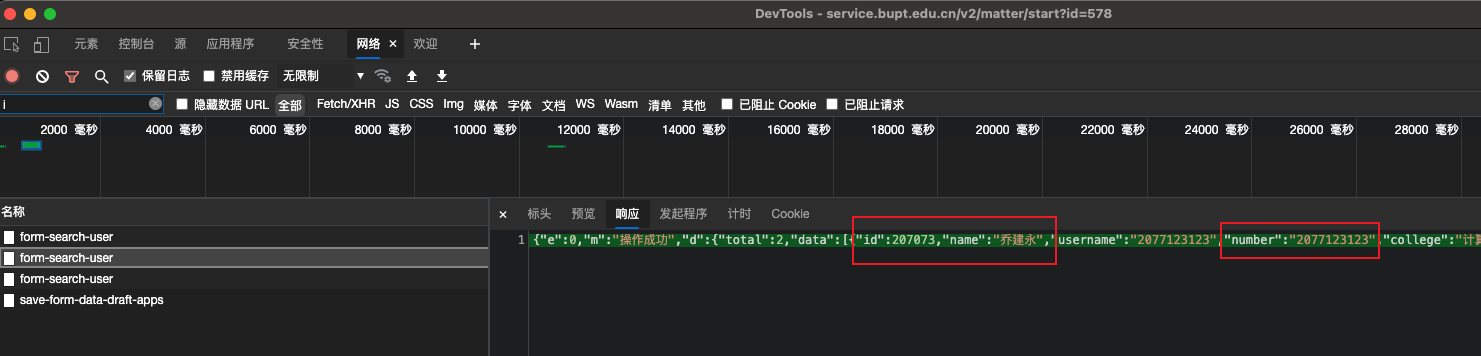 DevTools - service.bupt.edu.cn/v2/matter/start?id=578
元素 控制台 源 应用程序 安全性 网络 × 欢迎 +
保留日志 禁用缓存 无限制
i 隐藏数据 URL 全部 Fetch/XHR JS CSS Img 媒体 字体 文档 WS Wasm 清单 其他 已阻止 Cookie 已阻止请求
2000 毫秒 4000 毫秒 6000 毫秒 8000 毫秒 10000 毫秒 12000 毫秒 14000 毫秒 16000 毫秒 18000 毫秒 20000 毫秒 22000 毫秒 24000 毫秒 26000 毫秒 28000 毫秒
名称
× 标头 预览 响应 发起程序 计时 Cookie
form-search-user
form-search-user
form-search-user
save-form-data-draft-apps
1 {"e":0,"m":"操作成功","d":{"total":2,"data":[{"id":207073,"name":"乔建永","username":"2077123123","number":"2077123123","college":"计算